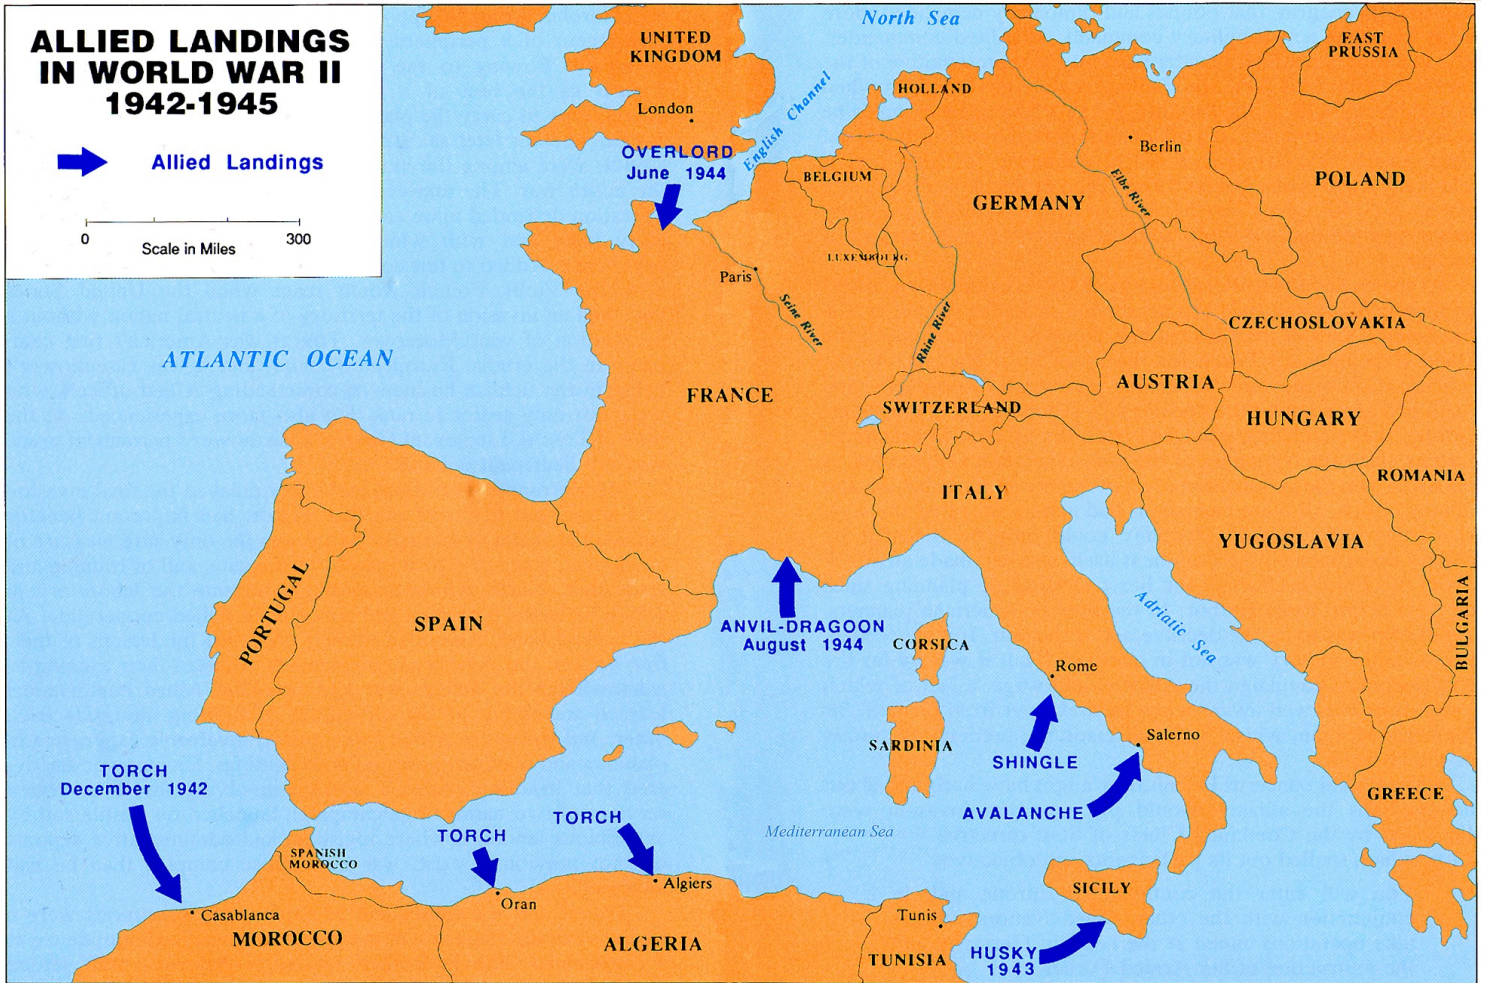 ALLIED LANDINGS
IN WORLD WAR II
1942-1945
Allied Landings
0
300
Scale in Miles
North Sea
UNITED
KINGDOM
London
English Channel
HOLLAND
EAST
PRUSSIA
Berlin
OVERLORD
June 1944
BELGIUM
Elbe River
POLAND
GERMANY
LUXEMBOURG
Paris
Seine River
Rhine River
CZECHOSLOVAKIA
ATLANTIC OCEAN
FRANCE
AUSTRIA
SWITZERLAND
HUNGARY
ROMANIA
ITALY
YUGOSLAVIA
PORTUGAL
SPAIN
ANVIL-DRAGOON
August 1944
CORSICA
Adriatic Sea
BULGARIA
Rome
SARDINIA
Salerno
SHINGLE
TORCH
December 1942
TORCH
TORCH
AVALANCHE
GREECE
Mediterranean Sea
SPANISH
MOROCCO
Algiers
SICILY
Oran
Casablanca
Tunis
MOROCCO
ALGERIA
TUNISIA
HUSKY
1943